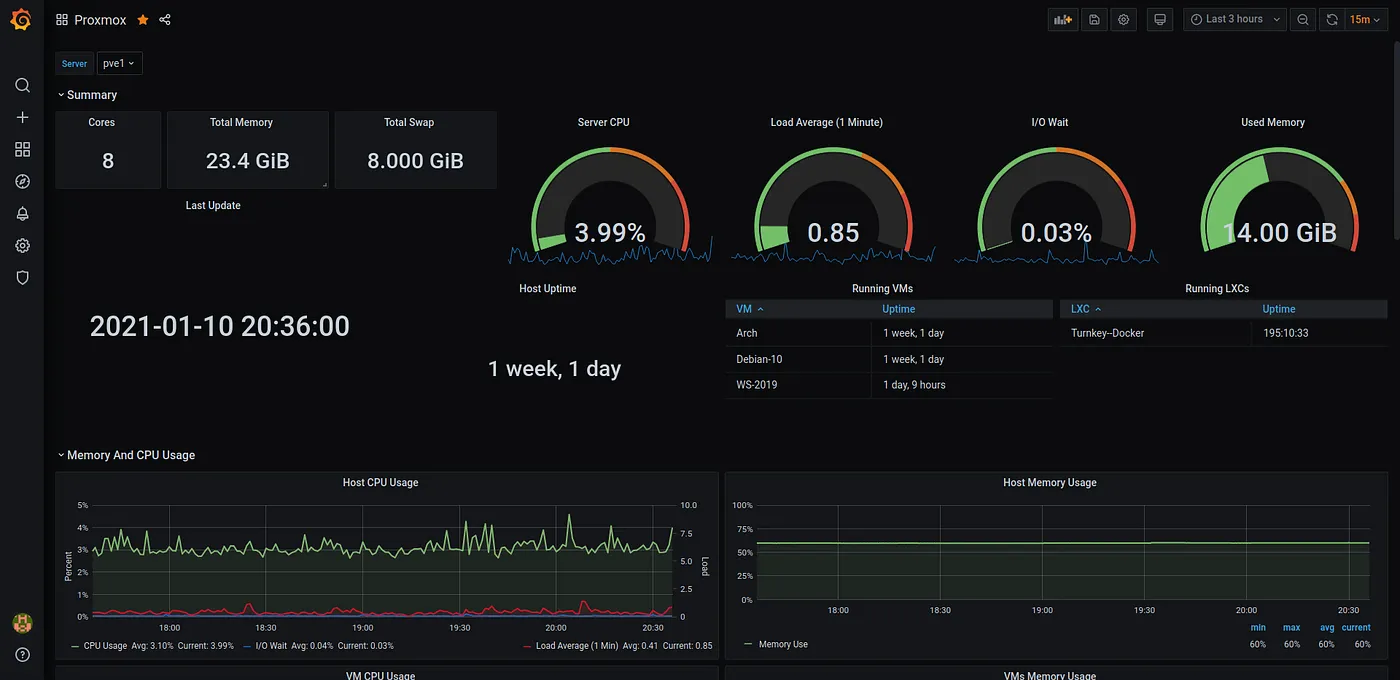 Proxmox
Last 3 hours
15m
Server pve1
Summary
Cores
8
Total Memory
23.4 GiB
Total Swap
8.000 GiB
Server CPU
3.99%
Load Average (1 Minute)
0.85
I/O Wait
0.03%
Used Memory
14.00 GiB
Last Update
2021-01-10 20:36:00
Host Uptime
1 week, 1 day
Running VMs
VM Uptime
Arch 1 week, 1 day
Debian-10 1 week, 1 day
WS-2019 1 day, 9 hours
Running LXCs
LXC Uptime
Turnkey--Docker 195:10:33
Memory And CPU Usage
Host CPU Usage
5% 10.0
4% 7.5
3% 5.0
2% 2.5
1%
0% 0
Percent
Load
18:00 18:30 19:00 19:30 20:00 20:30
CPU Usage Avg: 3.10% Current: 3.99% I/O Wait Avg: 0.04% Current: 0.03% Load Average (1 Min) Avg: 0.41 Current: 0.85
Host Memory Usage
100%
75%
50%
25%
0%
18:00 18:30 19:00 19:30 20:00 20:30
min max avg current
Memory Use 60% 60% 60% 60%
VM CPU Usage
VMs Memory Usage